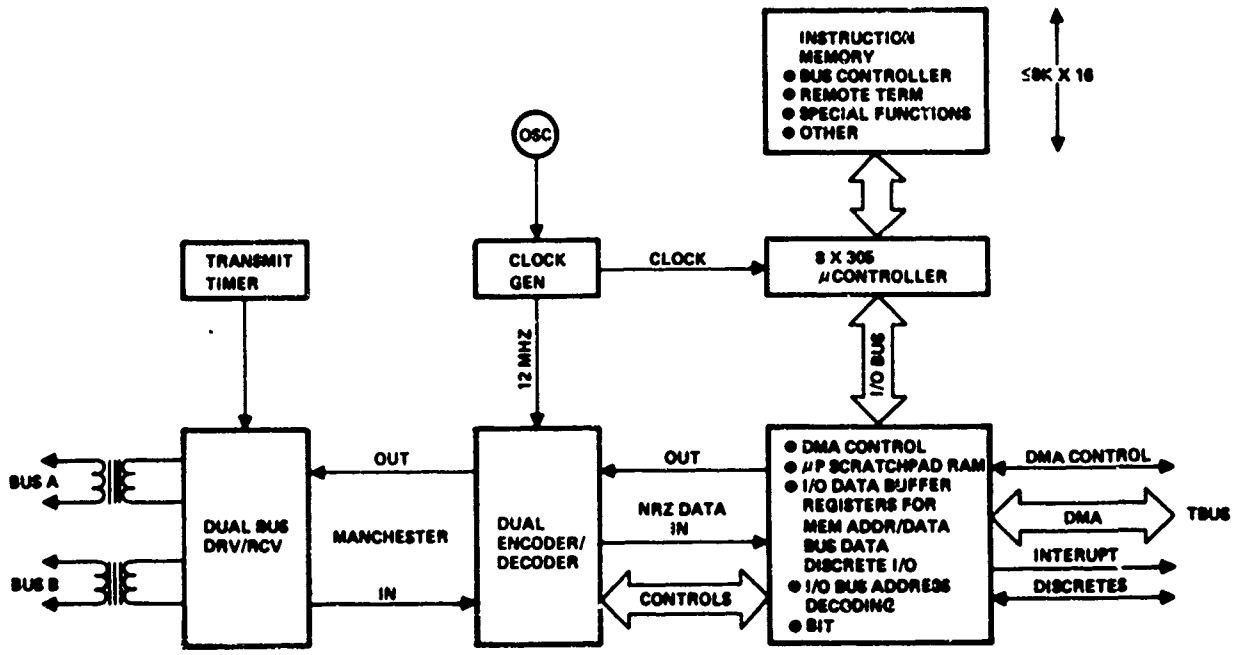 INSTRUCTION
MEMORY
● BUS CONTROLLER
● REMOTE TERM
● SPECIAL FUNCTIONS
● OTHER
≤8K X 16
OSC
TRANSMIT
TIMER
CLOCK
GEN
CLOCK
8 X 305
μCONTROLLER
12 MHZ
I/O BUS
BUS A
BUS B
DUAL BUS
DRV/RCV
OUT
MANCHESTER
IN
DUAL
ENCODER/
DECODER
OUT
NRZ DATA
IN
CONTROLS
● DMA CONTROL
● μP SCRATCHPAD RAM
● I/O DATA BUFFER
REGISTERS FOR
MEM ADDR/DATA
BUS DATA
DISCRETE I/O
● I/O BUS ADDRESS
DECODING
● BIT
DMA CONTROL
DMA
TBUS
INTERUPT
DISCRETES